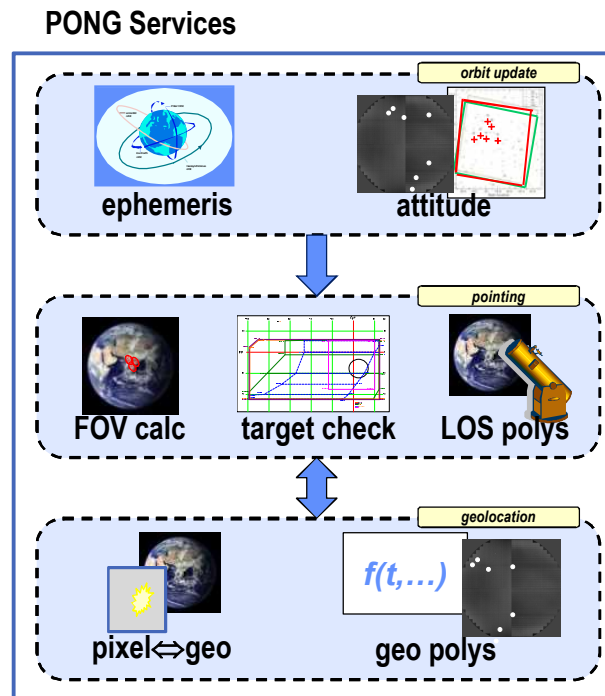 PONG Services
orbit update
ephemeris
attitude
pointing
FOV calc
target check
LOS polys
geolocation
f(t,…)
pixel⇔geo
geo polys